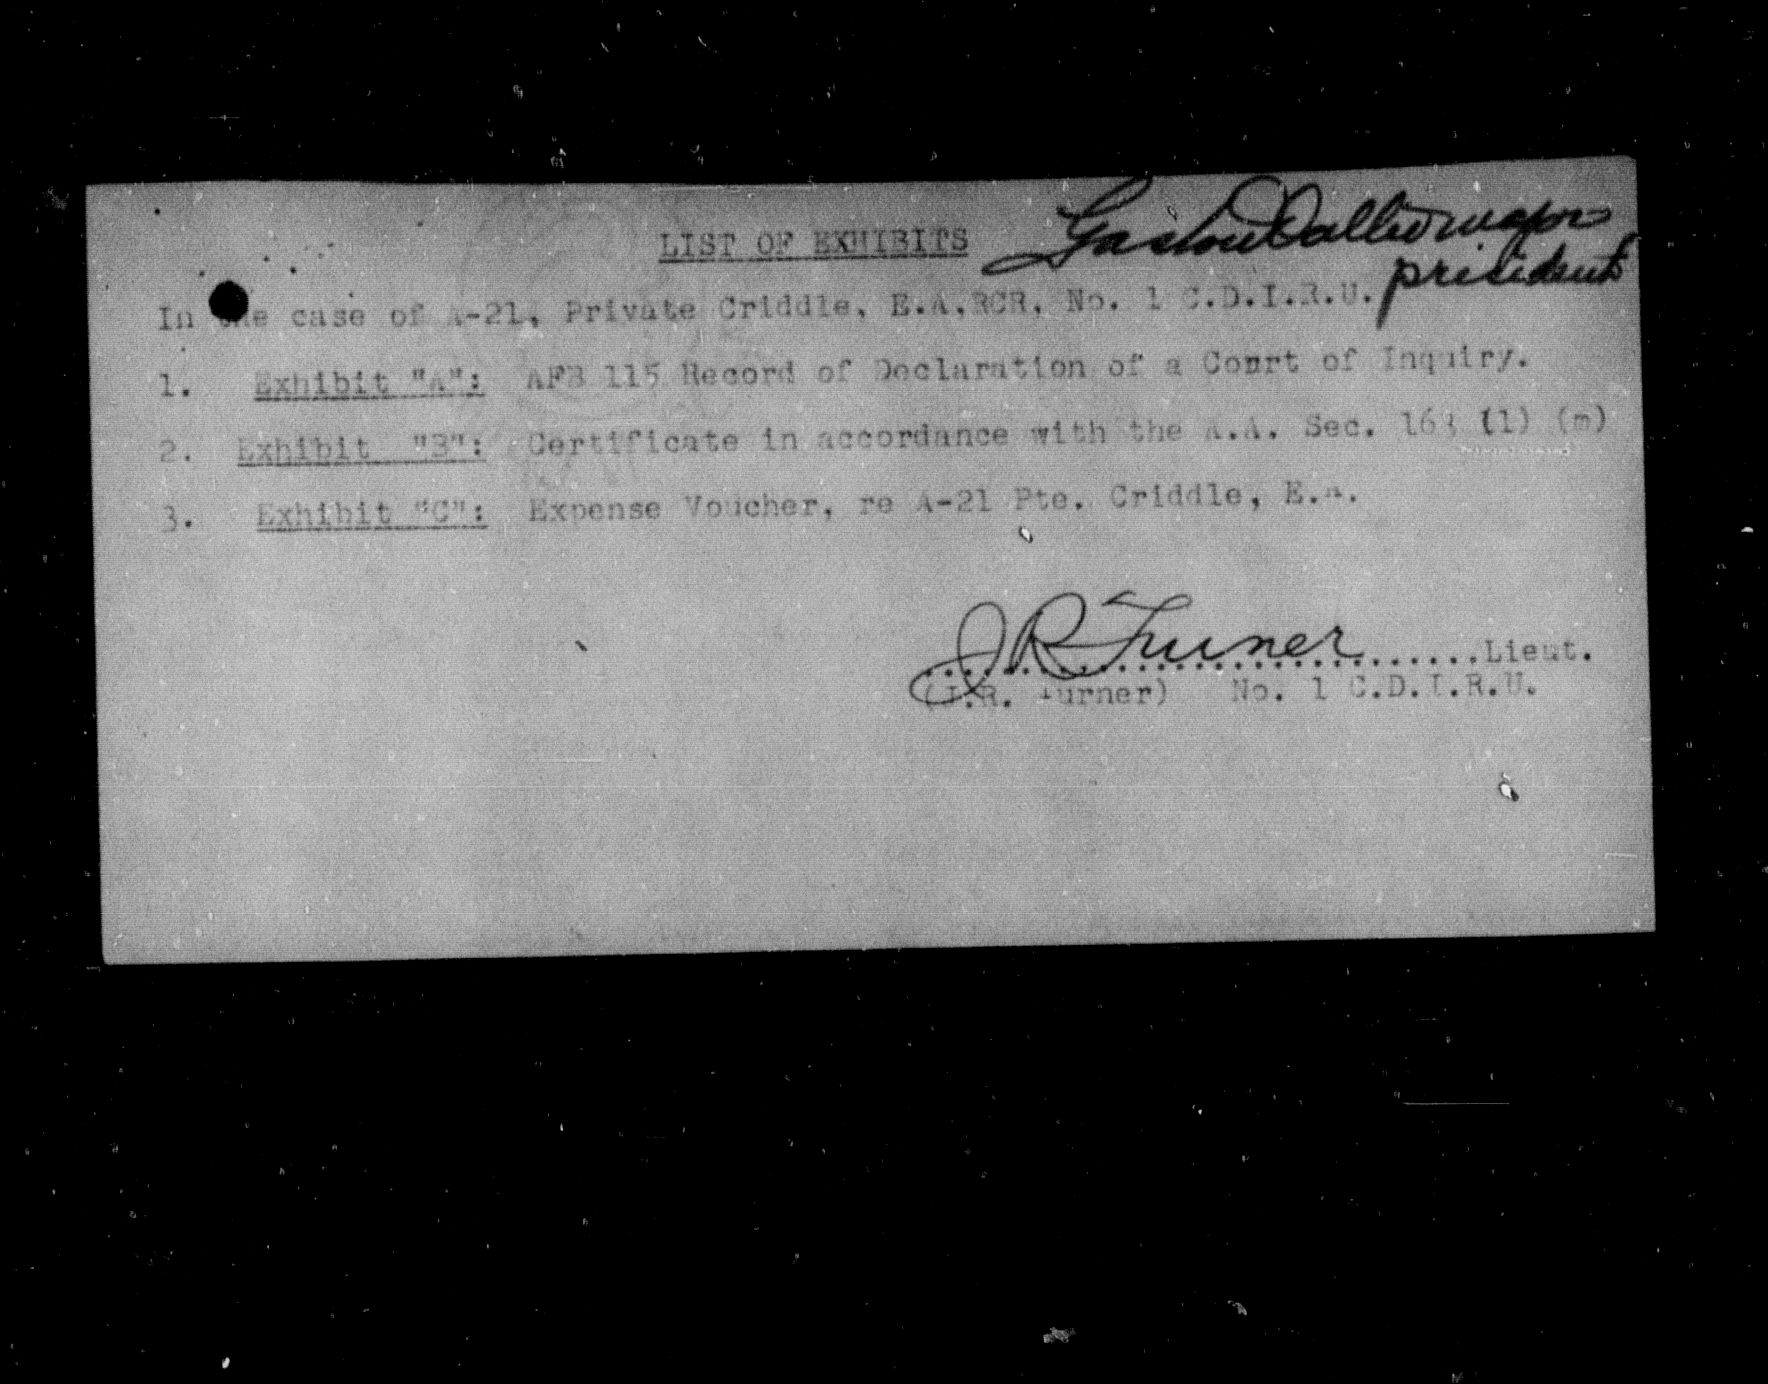 LIST OF EXHIBITS
major
president
In the case of A-21, Private Criddle, E.A.RCR, No. 1 C.D.I.R.U.
1. Exhibit "A": AFB 115 Record of Declaration of a Court of Inquiry.
2. Exhibit "B": Certificate in accordance with the A.A. Sec. 163 (1) (m)
3. Exhibit "C": Expense Voucher, re A-21 Pte. Criddle, E.A.
J R Turner ........Lieut.
(J.R. Turner) No. 1 C.D.I.R.U.